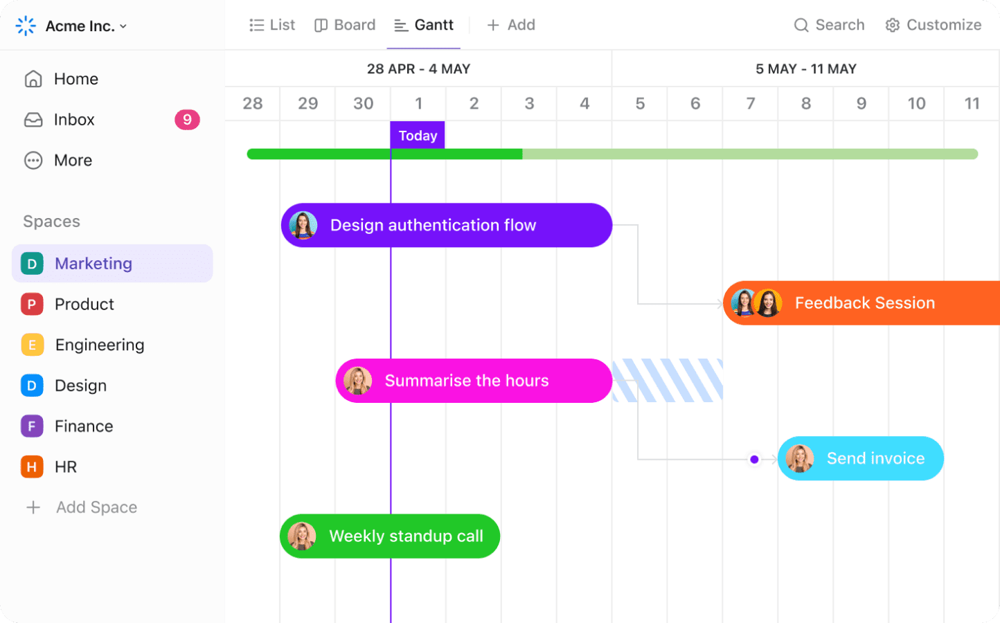 Acme Inc.
List
Board
Gantt
Add
Search
Customize
Home
Inbox
9
More
Spaces
D
Marketing
P
Product
E
Engineering
D
Design
F
Finance
H
HR
Add Space
28 APR - 4 MAY
5 MAY - 11 MAY
28 29 30 1 2 3 4 5 6 7 8 9 10 11
Today
Design authentication flow
Feedback Session
Summarise the hours
Send invoice
Weekly standup call